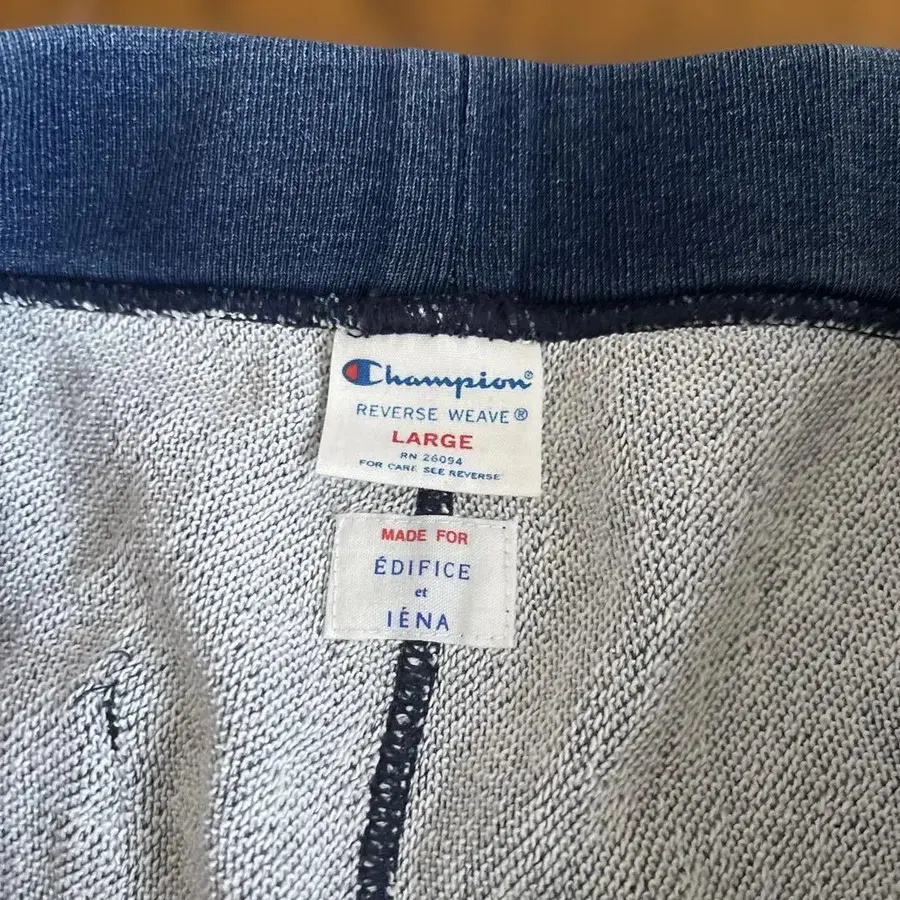 Champion®
REVERSE WEAVE®
LARGE
RN 26094
FOR CARE SEE REVERSE
MADE FOR
ÉDIFICE
et
IÉNA